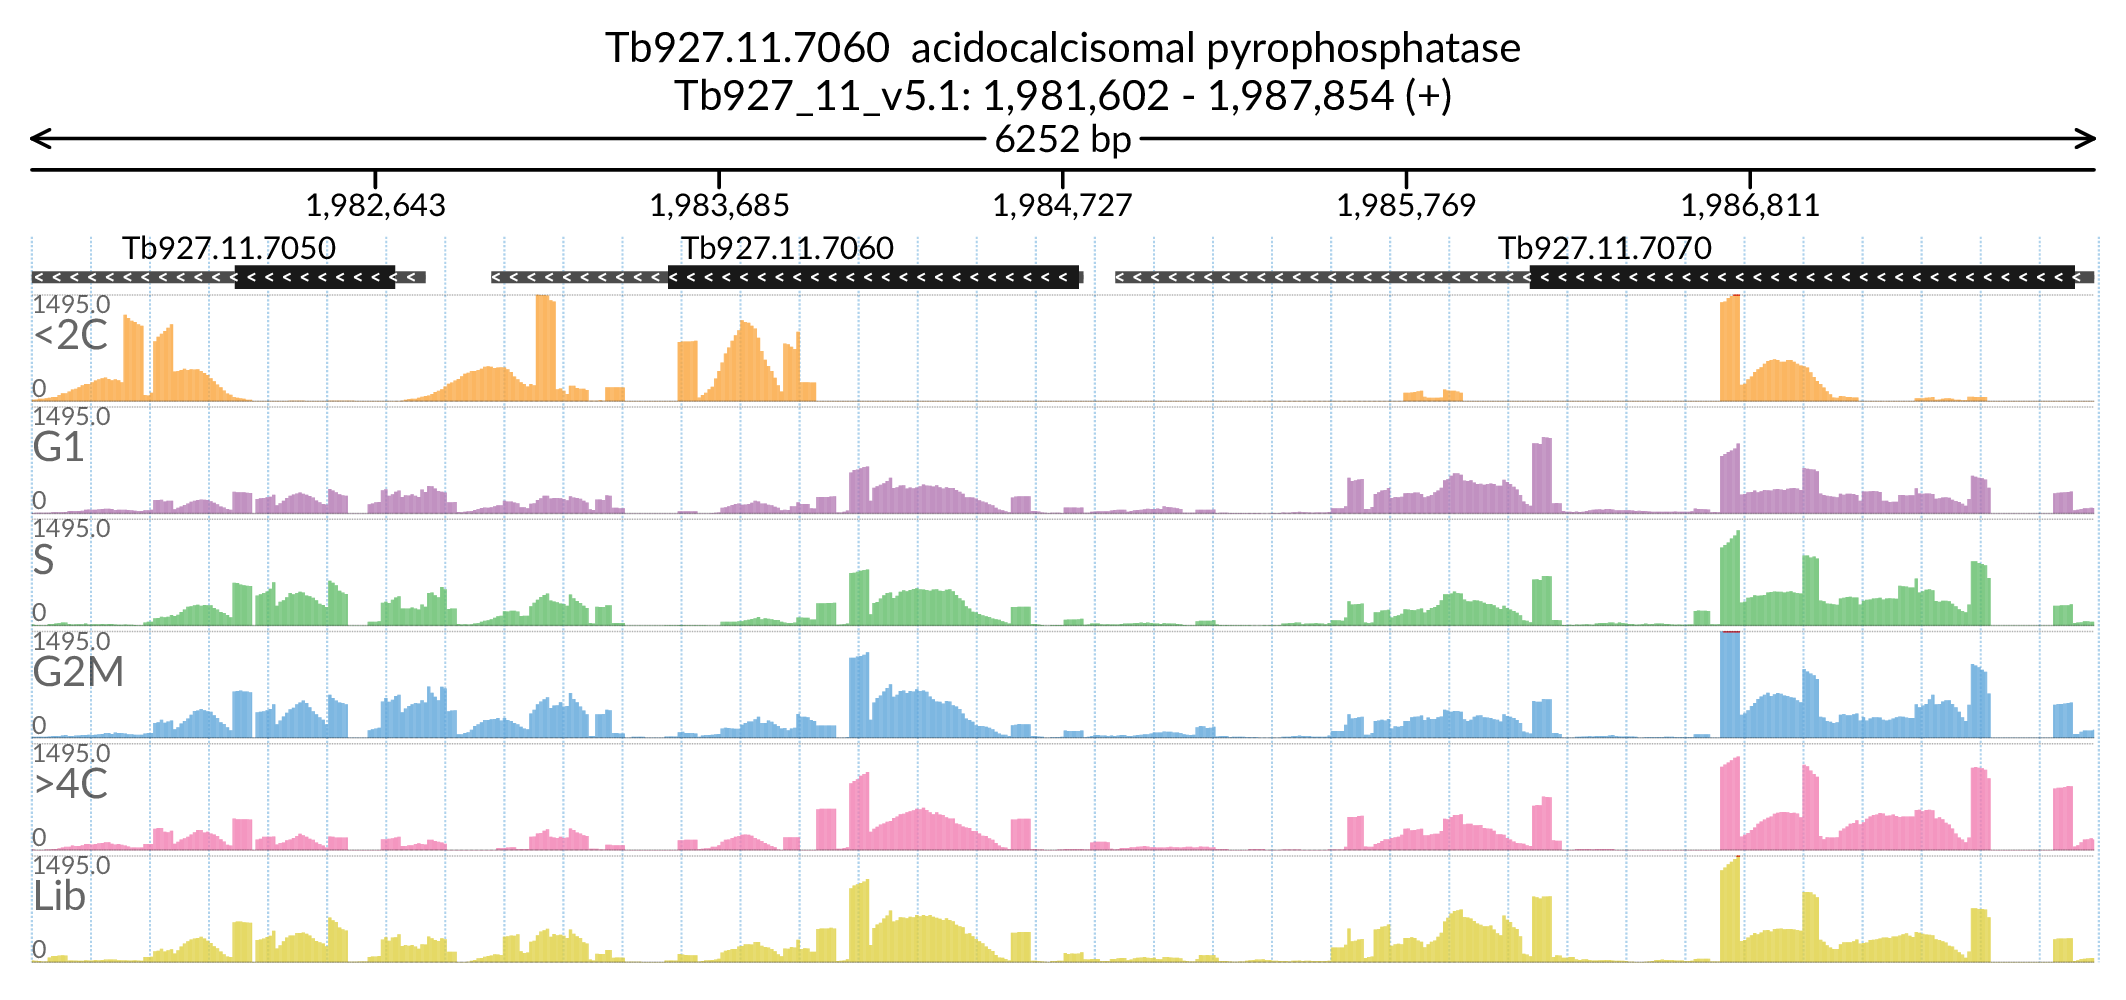 Tb927.11.7060  acidocalcisomal pyrophosphatase
Tb927_11_v5.1: 1,981,602 - 1,987,854 (+)
6252 bp
1,982,643 1,983,685 1,984,727 1,985,769 1,986,811
Tb927.11.7050 Tb927.11.7060 Tb927.11.7070
1495.0
<2C
0
1495.0
G1
0
1495.0
S
0
1495.0
G2M
0
1495.0
>4C
0
1495.0
Lib
0